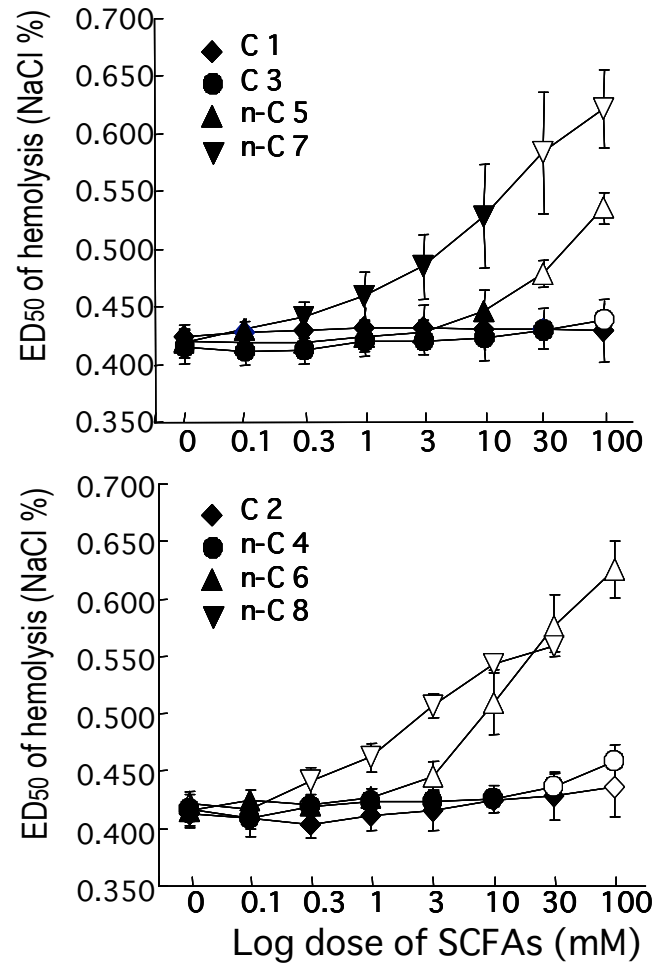 ED50 of hemolysis (NaCl %)
0.700
0.650
0.600
0.550
0.500
0.450
0.400
0.350
C 1
C 3
n-C 5
n-C 7
0 0.1 0.3 1 3 10 30 100
ED50 of hemolysis (NaCl %)
0.700
0.650
0.600
0.550
0.500
0.450
0.400
0.350
C 2
n-C 4
n-C 6
n-C 8
0 0.1 0.3 1 3 10 30 100
Log dose of SCFAs (mM)